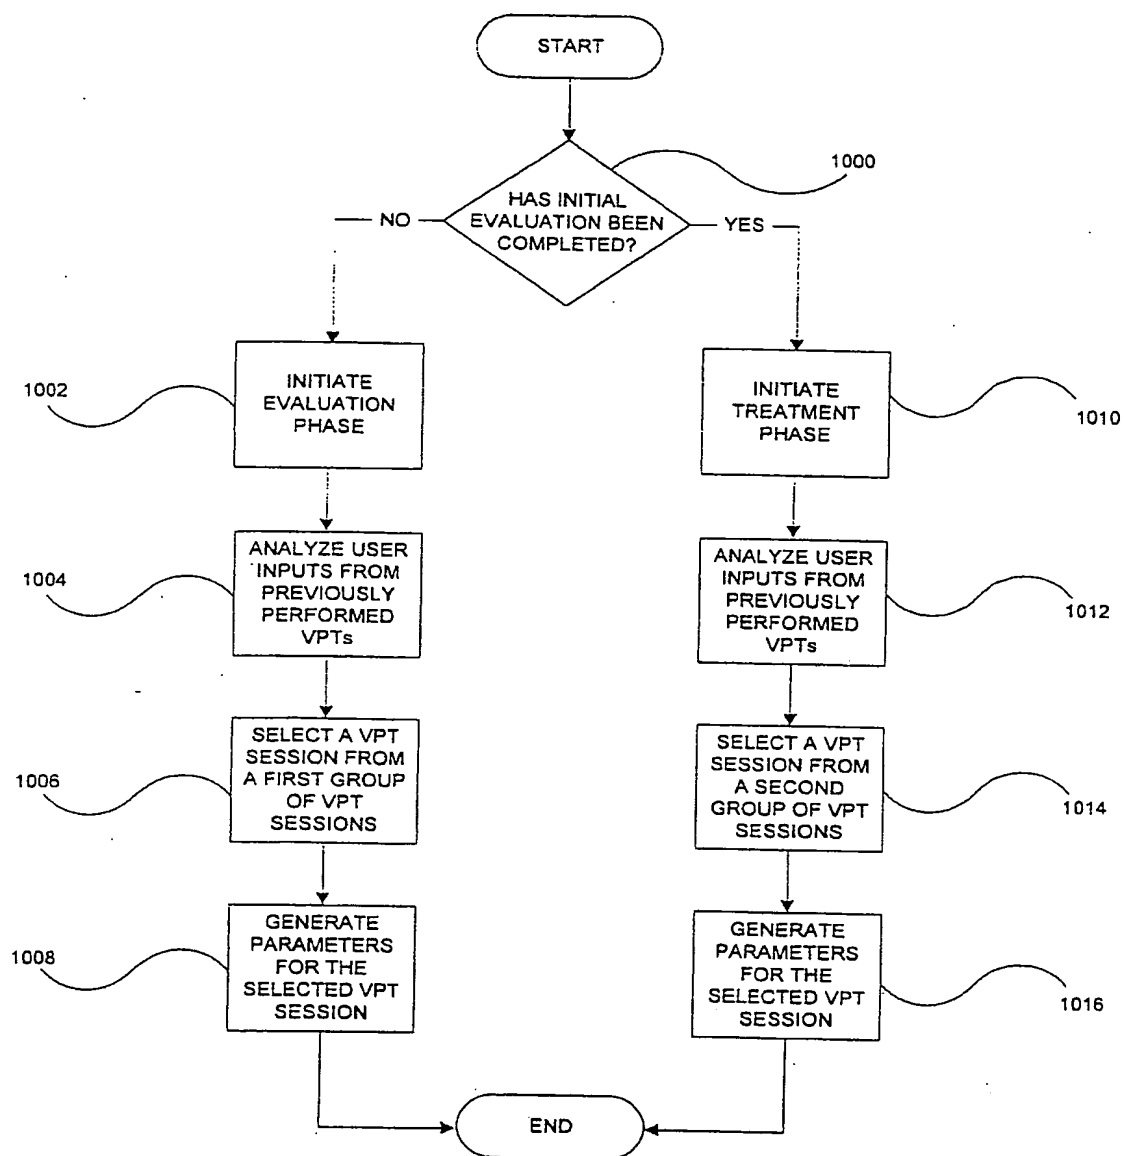 START
1000
HAS INITIAL
EVALUATION BEEN
COMPLETED?
NO
YES
1002
INITIATE
EVALUATION
PHASE
INITIATE
TREATMENT
PHASE
1010
1004
ANALYZE USER
INPUTS FROM
PREVIOUSLY
PERFORMED
VPTs
ANALYZE USER
INPUTS FROM
PREVIOUSLY
PERFORMED
VPTs
1012
1006
SELECT A VPT
SESSION FROM
A FIRST GROUP
OF VPT
SESSIONS
SELECT A VPT
SESSION FROM
A SECOND
GROUP OF VPT
SESSIONS
1014
1008
GENERATE
PARAMETERS
FOR THE
SELECTED VPT
SESSION
GENERATE
PARAMETERS
FOR THE
SELECTED VPT
SESSION
1016
END